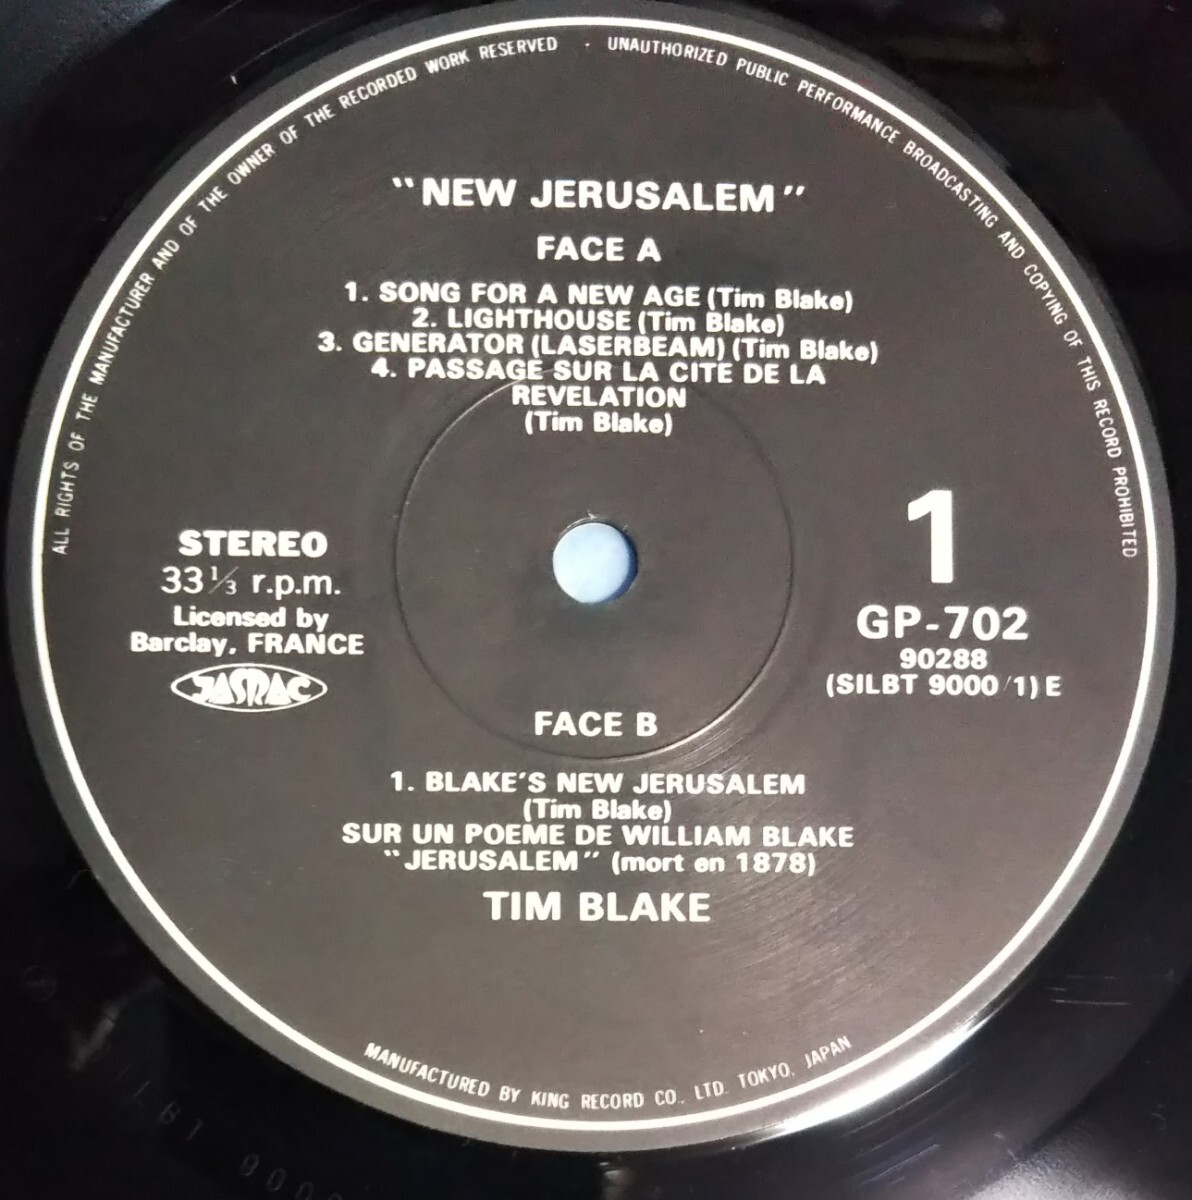 ALL RIGHTS OF THE MANUFACTURER AND OF THE OWNER OF THE RECORDED WORK RESERVED · UNAUTHORIZED PUBLIC PERFORMANCE BROADCASTING AND COPYING OF THIS RECORD PROHIBITED
"NEW JERUSALEM"
FACE A
1. SONG FOR A NEW AGE (Tim Blake)
2. LIGHTHOUSE (Tim Blake)
3. GENERATOR (LASERBEAM) (Tim Blake)
4. PASSAGE SUR LA CITE DE LA
REVELATION
(Tim Blake)
STEREO
33 1/3 r.p.m.
Licensed by
Barclay, FRANCE
JASRAC
1
GP-702
90288
(SILBT 9000/1) E
FACE B
1. BLAKE'S NEW JERUSALEM
(Tim Blake)
SUR UN POEME DE WILLIAM BLAKE
"JERUSALEM" (mort en 1878)
TIM BLAKE
MANUFACTURED BY KING RECORD CO., LTD. TOKYO, JAPAN